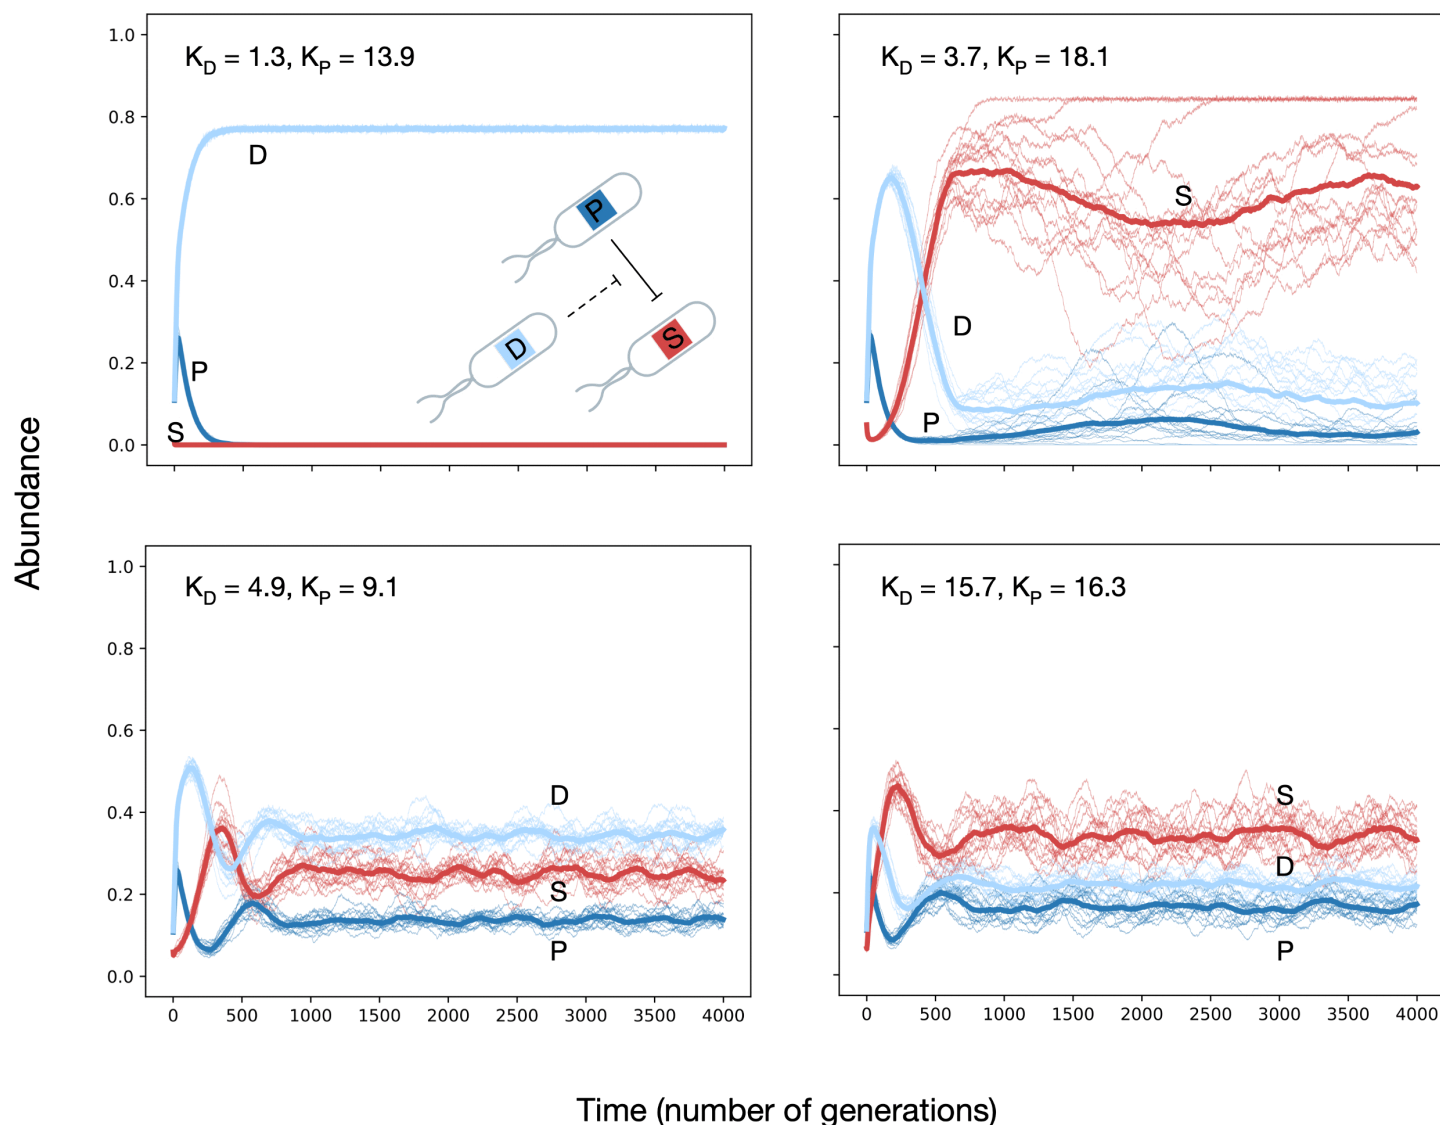 Abundance
K_D = 1.3, K_P = 13.9
1.0
0.8
0.6
0.4
0.2
0.0
D
P
S
P
D
S
K_D = 3.7, K_P = 18.1
S
D
P
K_D = 4.9, K_P = 9.1
1.0
0.8
0.6
0.4
0.2
0.0
D
S
P
0 500 1000 1500 2000 2500 3000 3500 4000
K_D = 15.7, K_P = 16.3
S
D
P
0 500 1000 1500 2000 2500 3000 3500 4000
Time (number of generations)